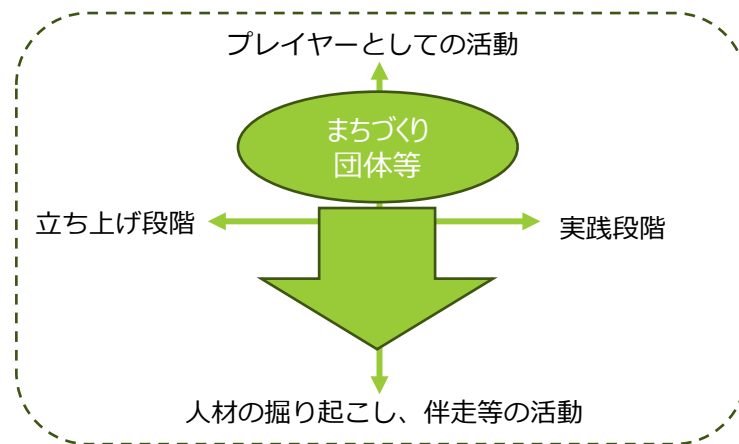 プレイヤーとしての活動
まちづくり
団体等
立ち上げ段階
実践段階
人材の掘り起こし、伴走等の活動